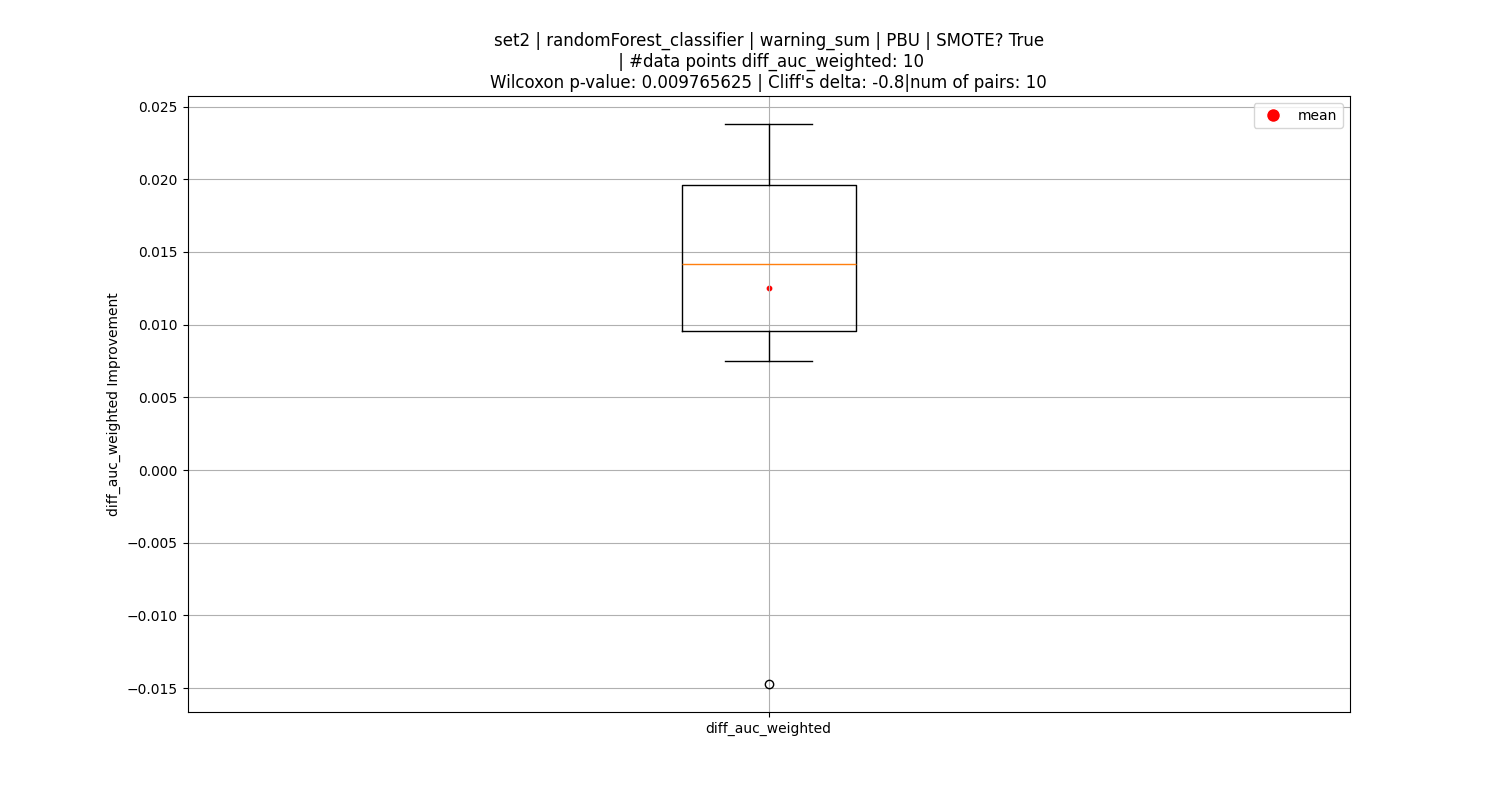 set2 | randomForest_classifier | warning_sum | PBU | SMOTE? True
| #data points diff_auc_weighted: 10
Wilcoxon p-value: 0.009765625 | Cliff's delta: -0.8|num of pairs: 10
mean
0.025
0.020
0.015
0.010
0.005
0.000
−0.005
−0.010
−0.015
diff_auc_weighted Improvement
diff_auc_weighted